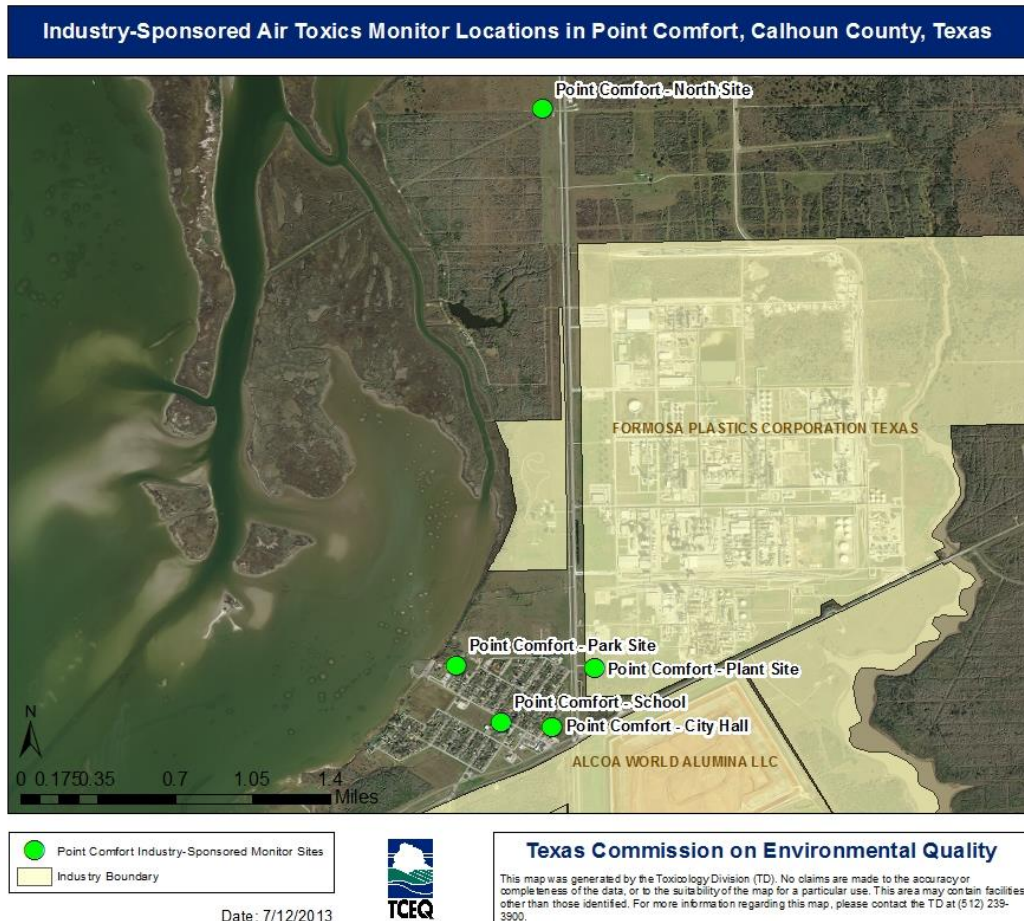 Industry-Sponsored Air Toxics Monitor Locations in Point Comfort, Calhoun County, Texas
Point Comfort - North Site
FORMOSA PLASTICS CORPORATION TEXAS
Point Comfort - Park Site
Point Comfort - Plant Site
Point Comfort - School
Point Comfort - City Hall
ALCOA WORLD ALUMINA LLC
N
0 0.175 0.35 0.7 1.05 1.4
Miles
Point Comfort Industry-Sponsored Monitor Sites
Industry Boundary
Date: 7/12/2013
TCEQ
Texas Commission on Environmental Quality
This map was generated by the Toxicology Division (TD). No claims are made to the accuracy or
completeness of the data, or to the suitability of the map for a particular use. This area may contain facilities
other than those identified. For more information regarding this map, please contact the TD at (512) 239-
3900.